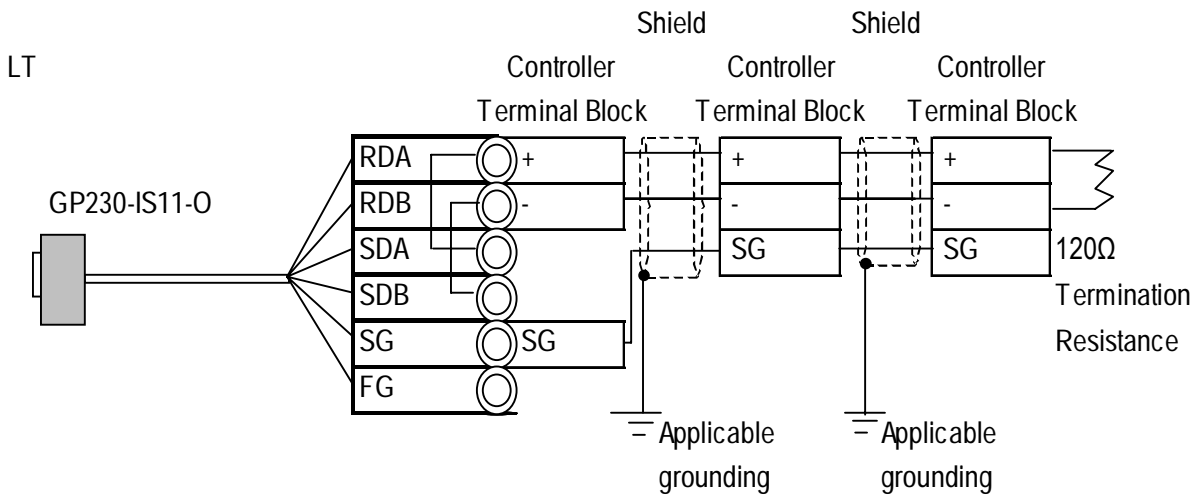 Shield Shield
LT Controller Controller Controller
Terminal Block Terminal Block Terminal Block
RDA + + +
GP230-IS11-O RDB - - -
SDA SG SG 120Ω
SDB Termination
SG SG Resistance
FG
Applicable Applicable
grounding grounding